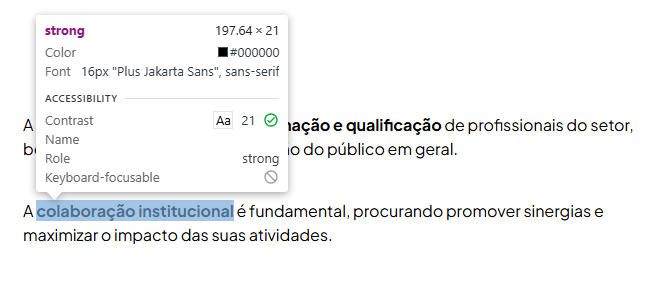 strong 197.64 × 21
Color #000000
Font 16px "Plus Jakarta Sans", sans-serif
ACCESSIBILITY
Contrast Aa 21
Name
Role strong
Keyboard-focusable
A mação e qualificação de profissionais do setor,
do público em geral.
A colaboração institucional é fundamental, procurando promover sinergias e
maximizar o impacto das suas atividades.